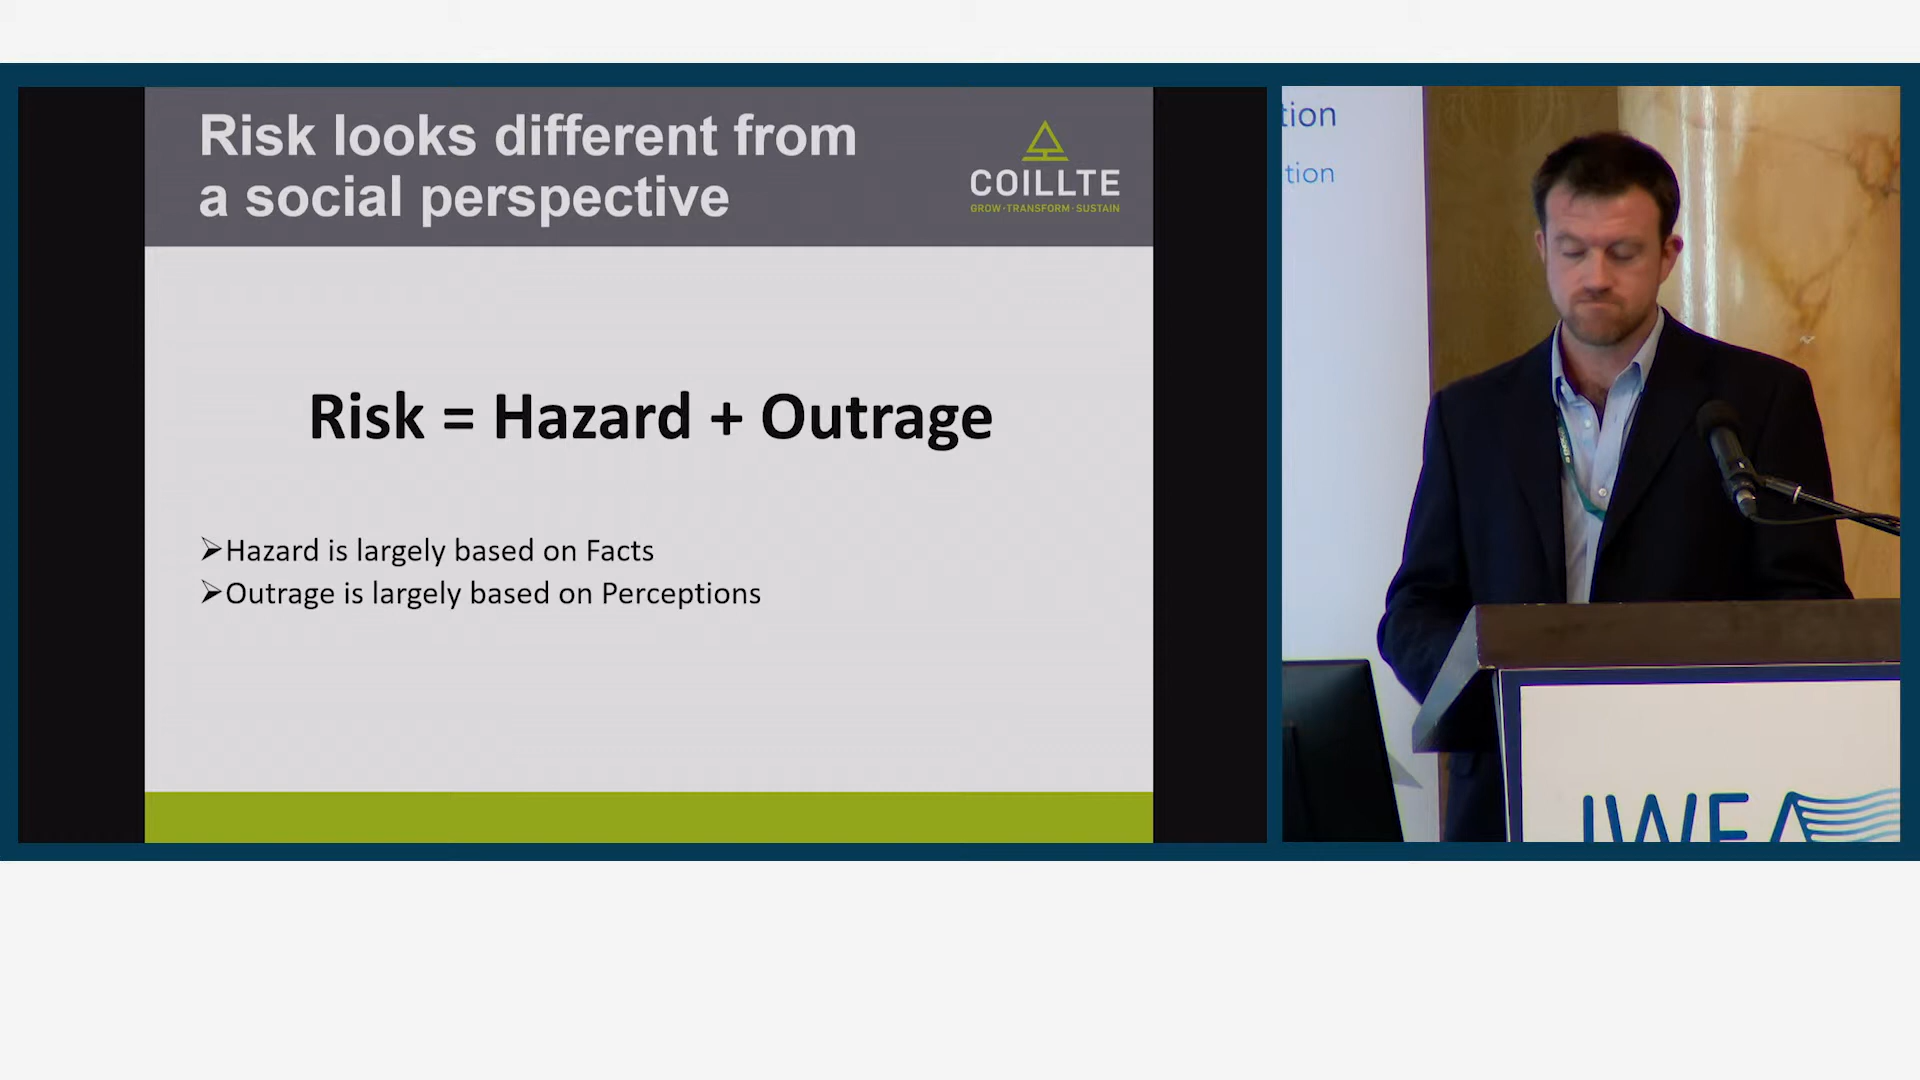 Risk looks different from
a social perspective
COILLTE
GROW·TRANSFORM·SUSTAIN
Risk = Hazard + Outrage
➢Hazard is largely based on Facts
➢Outrage is largely based on Perceptions
tion
tion
IWEA